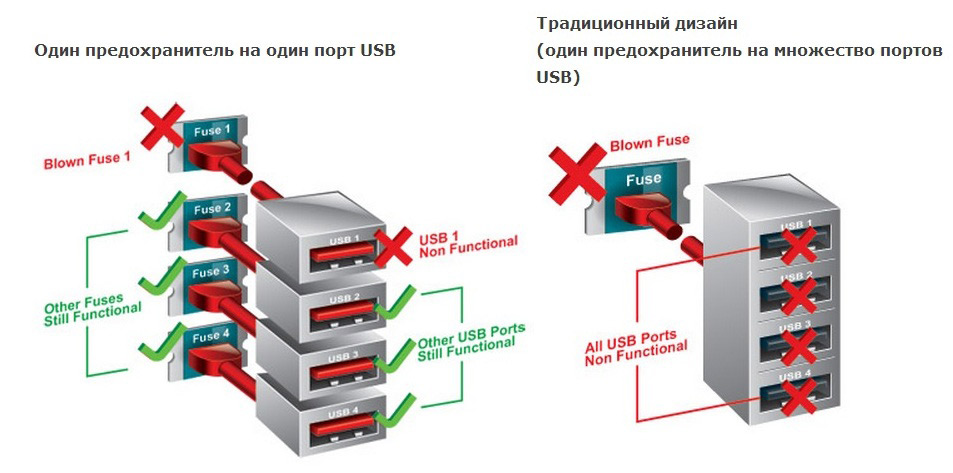 Один предохранитель на один порт USB
Fuse 1
Blown Fuse 1
Fuse 2
Fuse 3
Other Fuses
Still Functional
Fuse 4
USB 1
USB 1
Non Functional
USB 2
USB 3
Other USB Ports
Still Functional
USB 4
Традиционный дизайн
(один предохранитель на множество портов
USB)
Blown Fuse
Fuse
USB 1
USB 2
USB 3
All USB Ports
Non Functional
USB 4